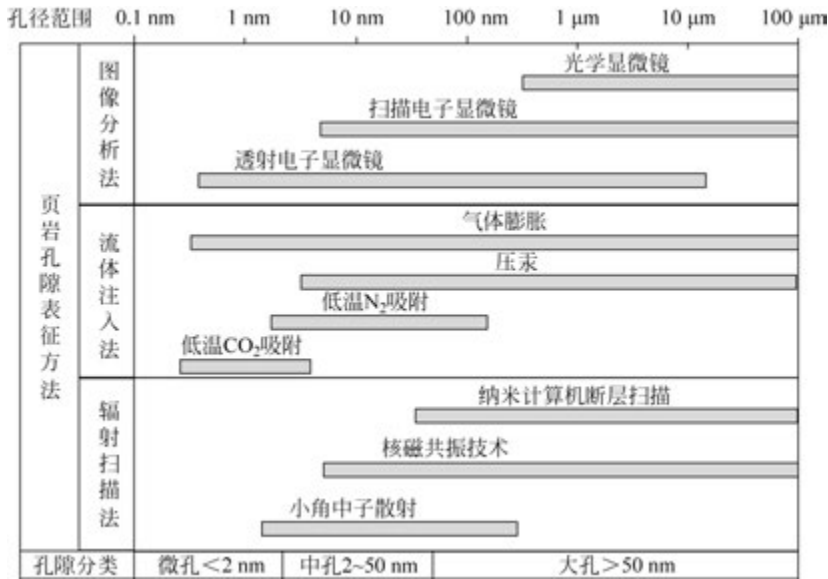 孔径范围 0.1 nm 1 nm 10 nm 100 nm 1 μm 10 μm 100 μm
页岩孔隙表征方法
图像分析法
光学显微镜
扫描电子显微镜
透射电子显微镜
流体注入法
气体膨胀
压汞
低温N₂吸附
低温CO₂吸附
辐射扫描法
纳米计算机断层扫描
核磁共振技术
小角中子散射
孔隙分类 微孔<2 nm 中孔2~50 nm 大孔>50 nm